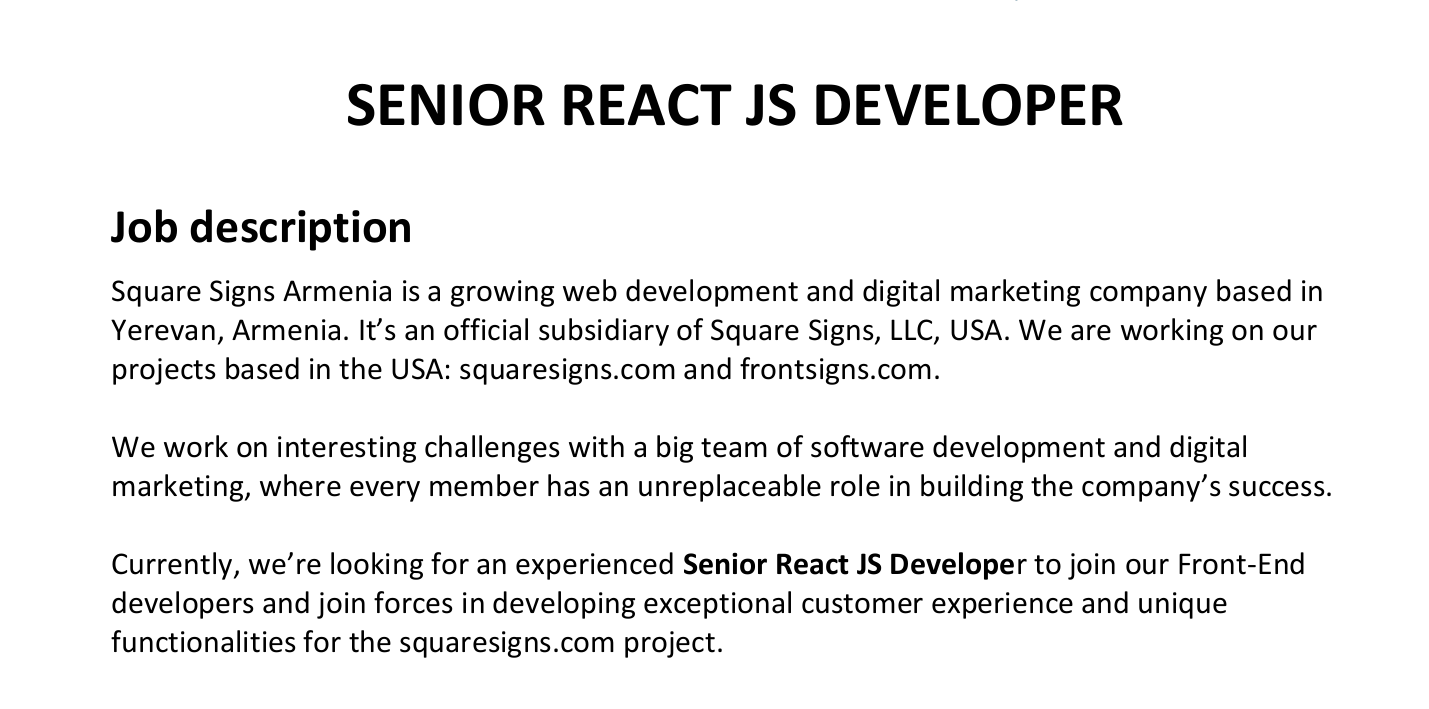 SENIOR REACT JS DEVELOPER
Job description
Square Signs Armenia is a growing web development and digital marketing company based in
Yerevan, Armenia. It’s an official subsidiary of Square Signs, LLC, USA. We are working on our
projects based in the USA: squaresigns.com and frontsigns.com.
We work on interesting challenges with a big team of software development and digital
marketing, where every member has an unreplaceable role in building the company’s success.
Currently, we’re looking for an experienced Senior React JS Developer to join our Front-End
developers and join forces in developing exceptional customer experience and unique
functionalities for the squaresigns.com project.